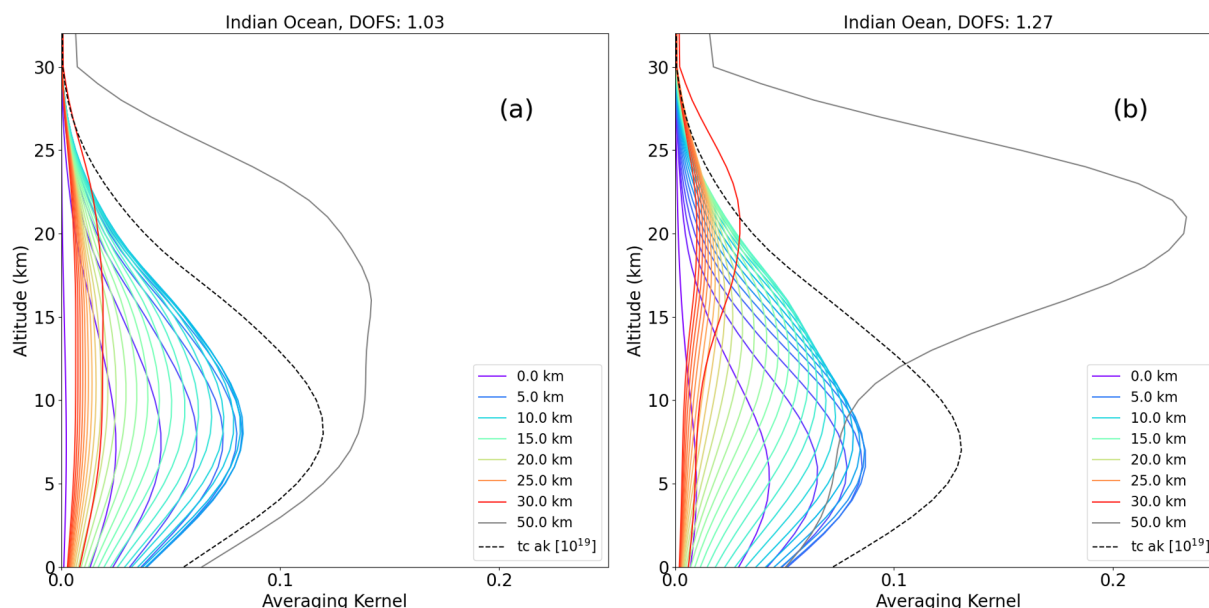 Indian Ocean, DOFS: 1.03
(a)
Altitude (km)
30
25
20
15
10
5
0
0.0
0.1
0.2
Averaging Kernel
0.0 km
5.0 km
10.0 km
15.0 km
20.0 km
25.0 km
30.0 km
50.0 km
tc ak [10^19]
Indian Oean, DOFS: 1.27
(b)
Altitude (km)
30
25
20
15
10
5
0
0.0
0.1
0.2
Averaging Kernel
0.0 km
5.0 km
10.0 km
15.0 km
20.0 km
25.0 km
30.0 km
50.0 km
tc ak [10^19]